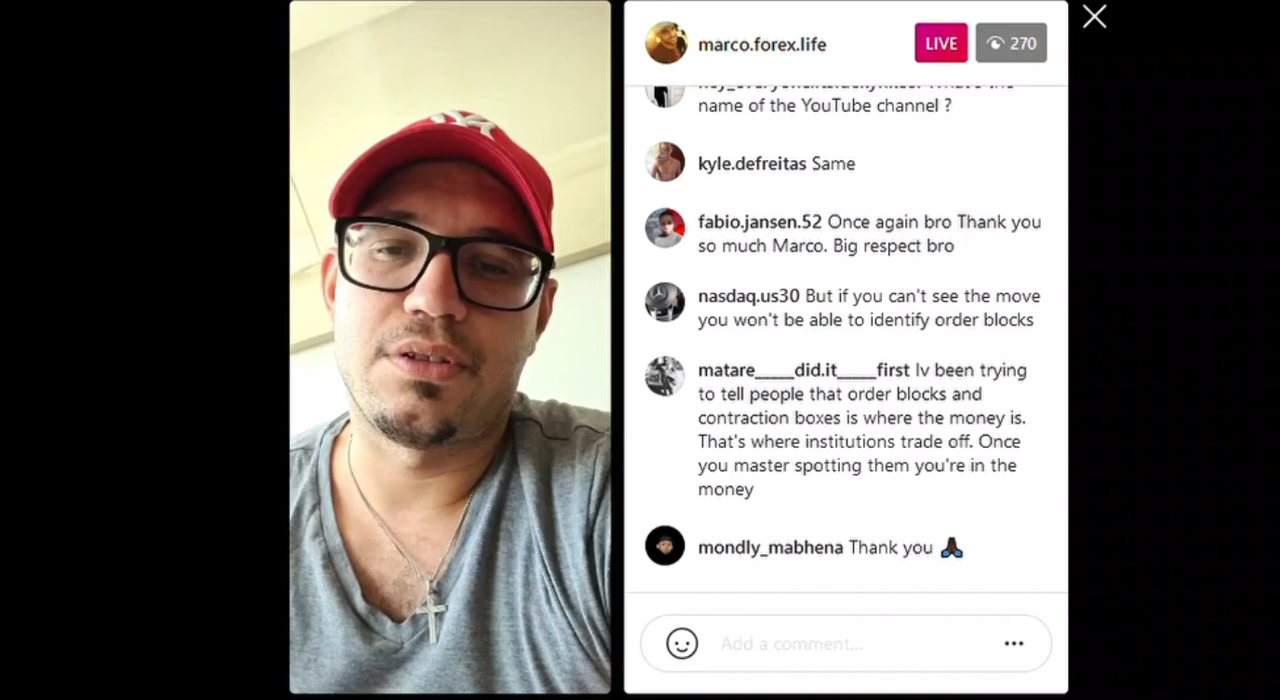 marco.forex.life
LIVE
270
name of the YouTube channel ?
kyle.defreitas Same
fabio.jansen.52 Once again bro Thank you
so much Marco. Big respect bro
nasdaq.us30 But if you can't see the move
you won't be able to identify order blocks
matare_____did.it_____first Iv been trying
to tell people that order blocks and
contraction boxes is where the money is.
That's where institutions trade off. Once
you master spotting them you're in the
money
mondly_mabhena Thank you
Add a comment...